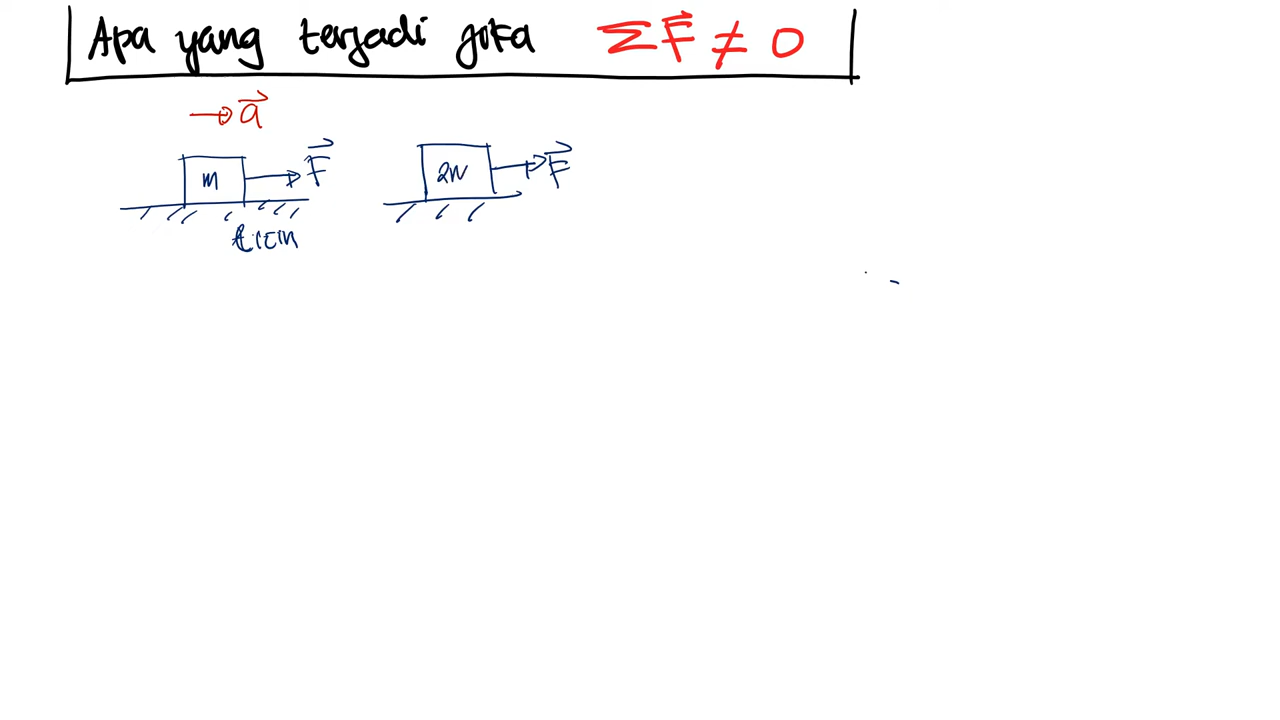 Apa yang terjadi jika ΣF⃗ ≠ 0
a⃗
m F⃗ 2m F⃗
licin